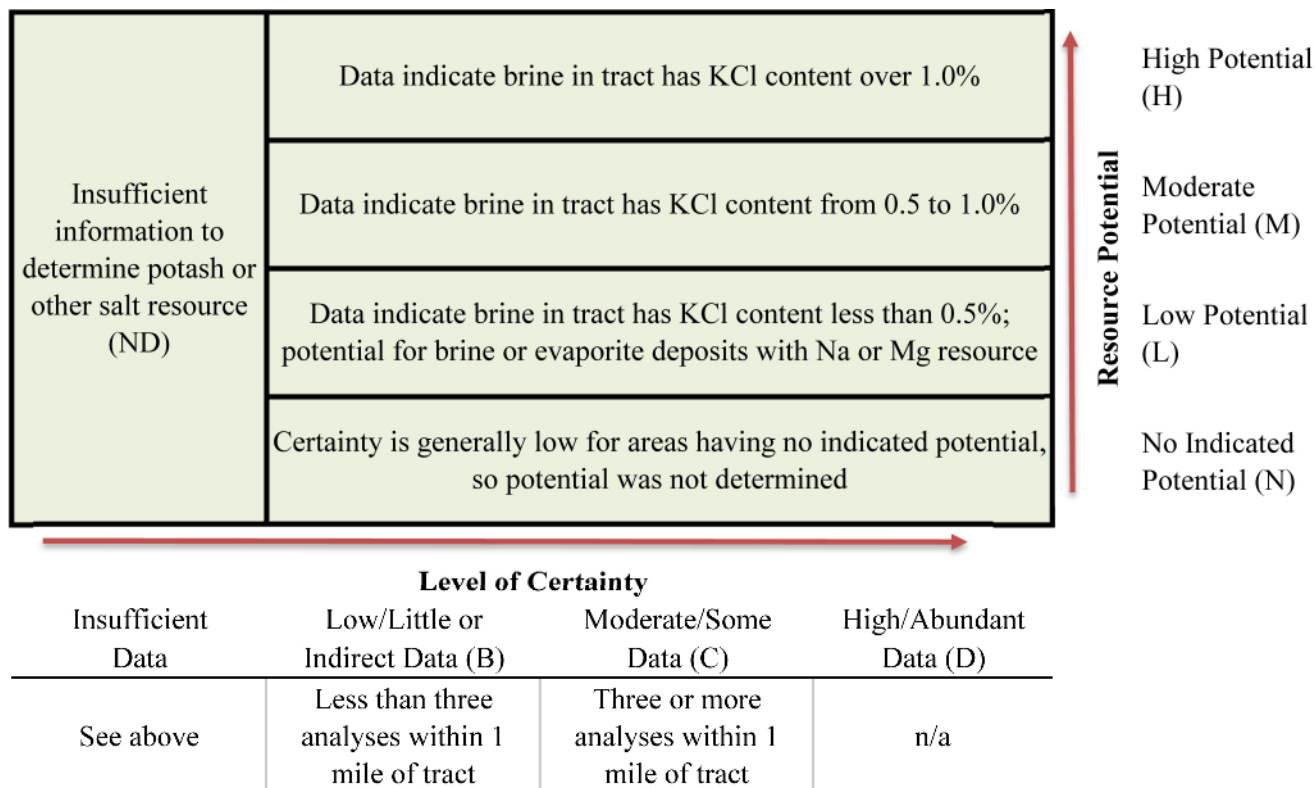 Insufficient
information to
determine potash or
other salt resource
(ND)
Data indicate brine in tract has KCl content over 1.0%
Data indicate brine in tract has KCl content from 0.5 to 1.0%
Data indicate brine in tract has KCl content less than 0.5%;
potential for brine or evaporite deposits with Na or Mg resource
Certainty is generally low for areas having no indicated potential,
so potential was not determined
Resource Potential
High Potential
(H)
Moderate
Potential (M)
Low Potential
(L)
No Indicated
Potential (N)
Level of Certainty
Insufficient
Data
Low/Little or
Indirect Data (B)
Moderate/Some
Data (C)
High/Abundant
Data (D)
See above
Less than three
analyses within 1
mile of tract
Three or more
analyses within 1
mile of tract
n/a